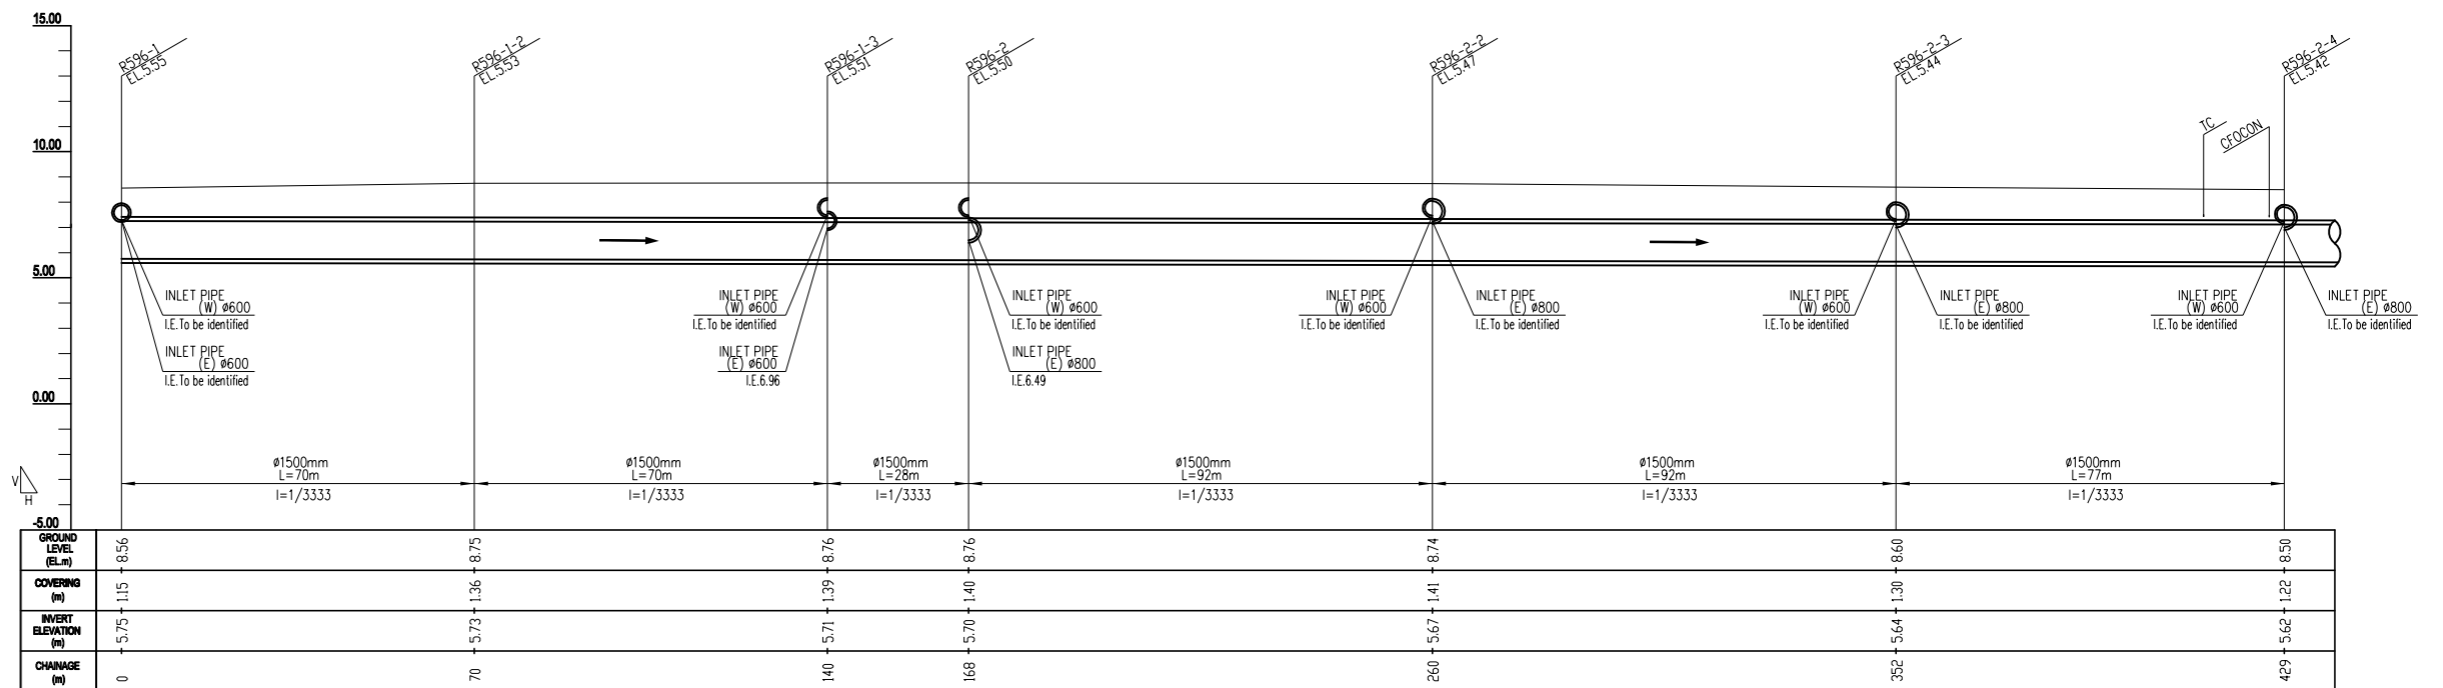 15.00
10.00
5.00
0.00
-5.00
R596-1
EL.5.55
R596-1-2
EL.5.53
R596-1-3
EL.5.51
R596-2
EL.5.50
R596-2-2
EL.5.47
R596-2-3
EL.5.44
TC
CFOCON
R596-2-4
EL.5.42
INLET PIPE
(W) ø600
I.E.To be identified
INLET PIPE
(E) ø600
I.E.To be identified
INLET PIPE
(W) ø600
I.E.To be identified
INLET PIPE
(E) ø600
I.E.6.96
INLET PIPE
(W) ø600
I.E.To be identified
INLET PIPE
(E) ø800
I.E.6.49
INLET PIPE
(W) ø600
I.E.To be identified
INLET PIPE
(E) ø800
I.E.To be identified
INLET PIPE
(W) ø600
I.E.To be identified
INLET PIPE
(E) ø800
I.E.To be identified
INLET PIPE
(W) ø600
I.E.To be identified
INLET PIPE
(E) ø800
I.E.To be identified
V
H
ø1500mm
L=70m
I=1/3333
ø1500mm
L=70m
I=1/3333
ø1500mm
L=28m
I=1/3333
ø1500mm
L=92m
I=1/3333
ø1500mm
L=92m
I=1/3333
ø1500mm
L=77m
I=1/3333
GROUND
LEVEL
(EL.m)
8.56
8.75
8.76
8.76
8.74
8.60
8.50
COVERING
(m)
1.15
1.36
1.39
1.40
1.41
1.30
1.22
INVERT
ELEVATION
(m)
5.75
5.73
5.71
5.70
5.67
5.64
5.62
CHAINAGE
(m)
0
70
140
168
260
352
429